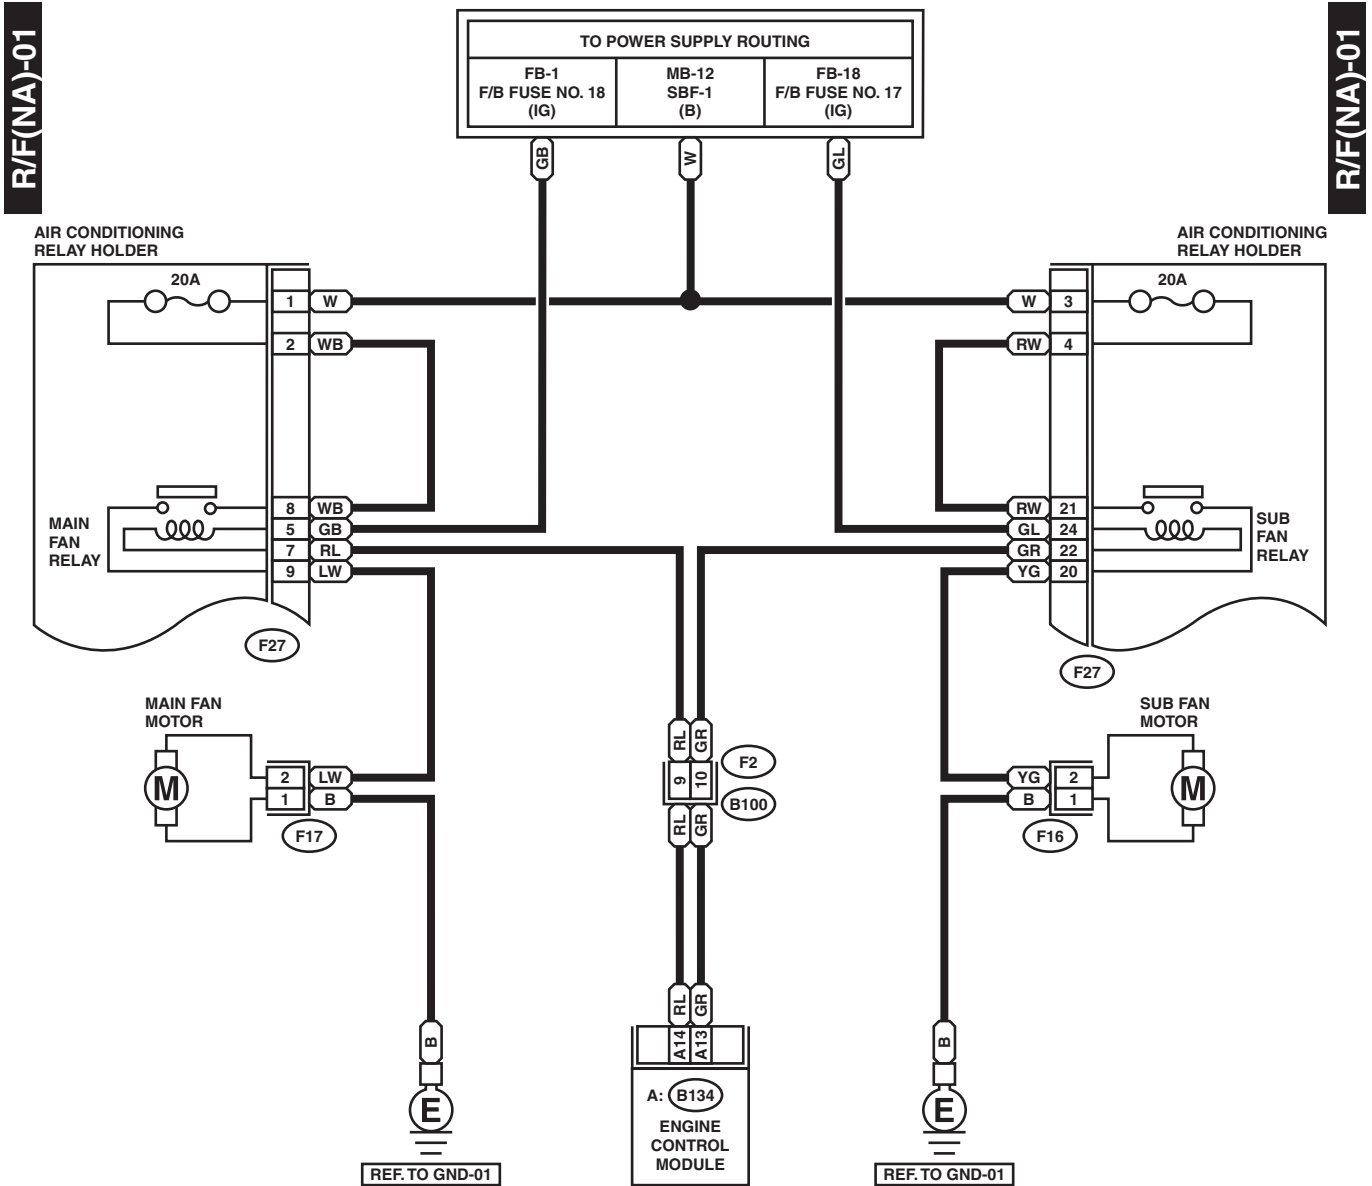 R/F(NA)-01
R/F(NA)-01
TO POWER SUPPLY ROUTING
FB-1
F/B FUSE NO. 18
(IG)
MB-12
SBF-1
(B)
FB-18
F/B FUSE NO. 17
(IG)
GB
W
GL
AIR CONDITIONING
RELAY HOLDER
20A
1 W
2 WB
MAIN
FAN
RELAY
8 WB
5 GB
7 RL
9 LW
F27
AIR CONDITIONING
RELAY HOLDER
20A
W 3
RW 4
RW 21
GL 24
GR 22
YG 20
SUB
FAN
RELAY
F27
MAIN FAN
MOTOR
M
2 LW
1 B
F17
RL GR
9 10
F2
B100
RL GR
SUB FAN
MOTOR
YG 2
B 1
M
F16
B
E
REF. TO GND-01
RL GR
A14 A13
A: B134
ENGINE
CONTROL
MODULE
B
E
REF. TO GND-01